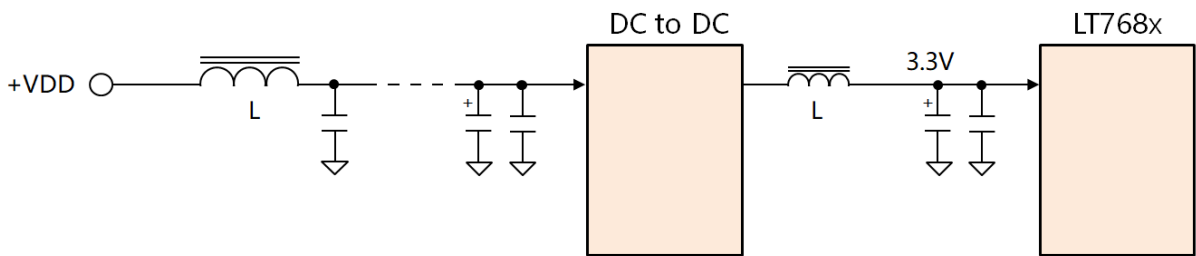 DC to DC
LT768x
+VDD
L
+
L
3.3V
+